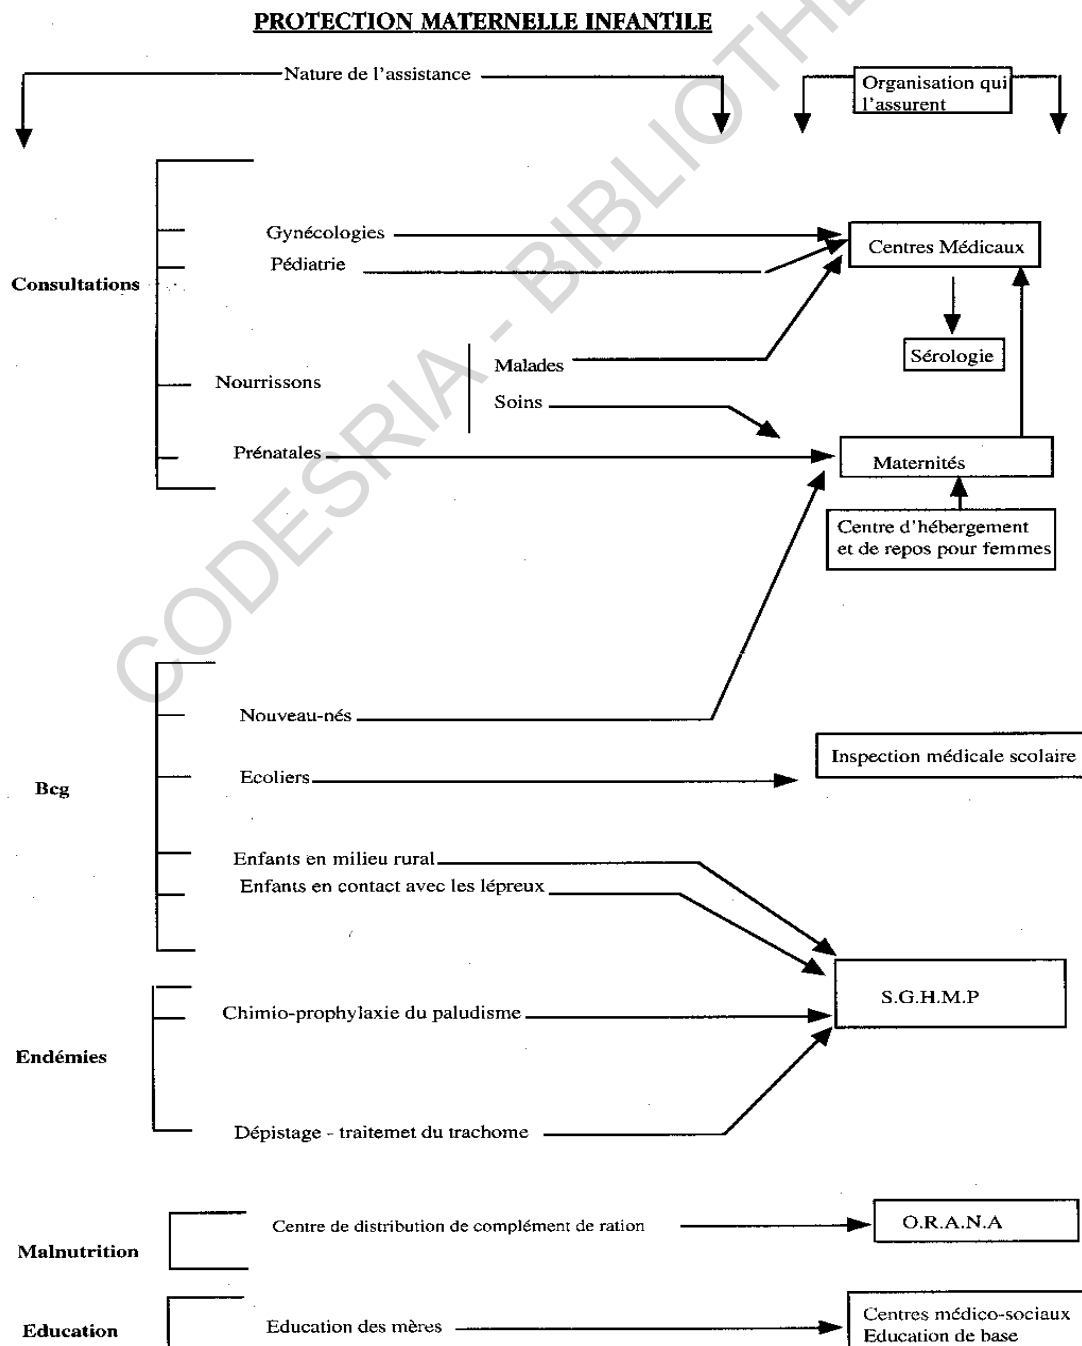 PROTECTION MATERNELLE INFANTILE
Nature de l'assistance
Organisation qui
l'assurent
Consultations
Gynécologies
Pédiatrie
Nourrissons
Malades
Soins
Prénatales
Centres Médicaux
Sérologie
Maternités
Centre d'hébergement
et de repos pour femmes
Bcg
Nouveau-nés
Ecoliers
Inspection médicale scolaire
Enfants en milieu rural
Enfants en contact avec les lépreux
S.G.H.M.P
Endémies
Chimio-prophylaxie du paludisme
Dépistage - traitemet du trachome
Malnutrition
Centre de distribution de complément de ration
O.R.A.N.A
Education
Education des mères
Centres médico-sociaux
Education de base
CODESRIA - BIBLIOTHE